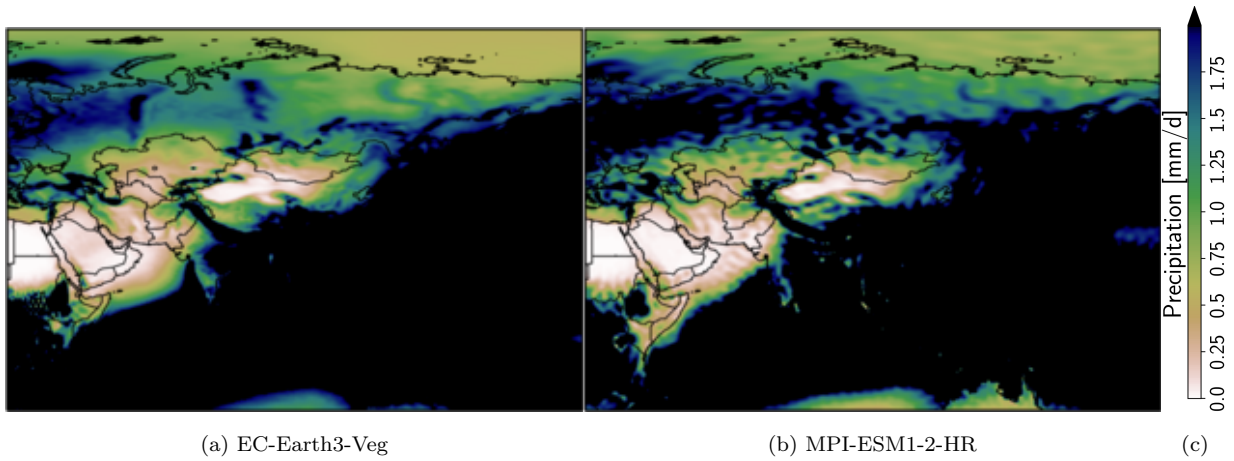 Precipitation [mm/d]
0.0
0.25
0.5
0.75
1.0
1.25
1.5
1.75
(a) EC-Earth3-Veg
(b) MPI-ESM1-2-HR
(c)